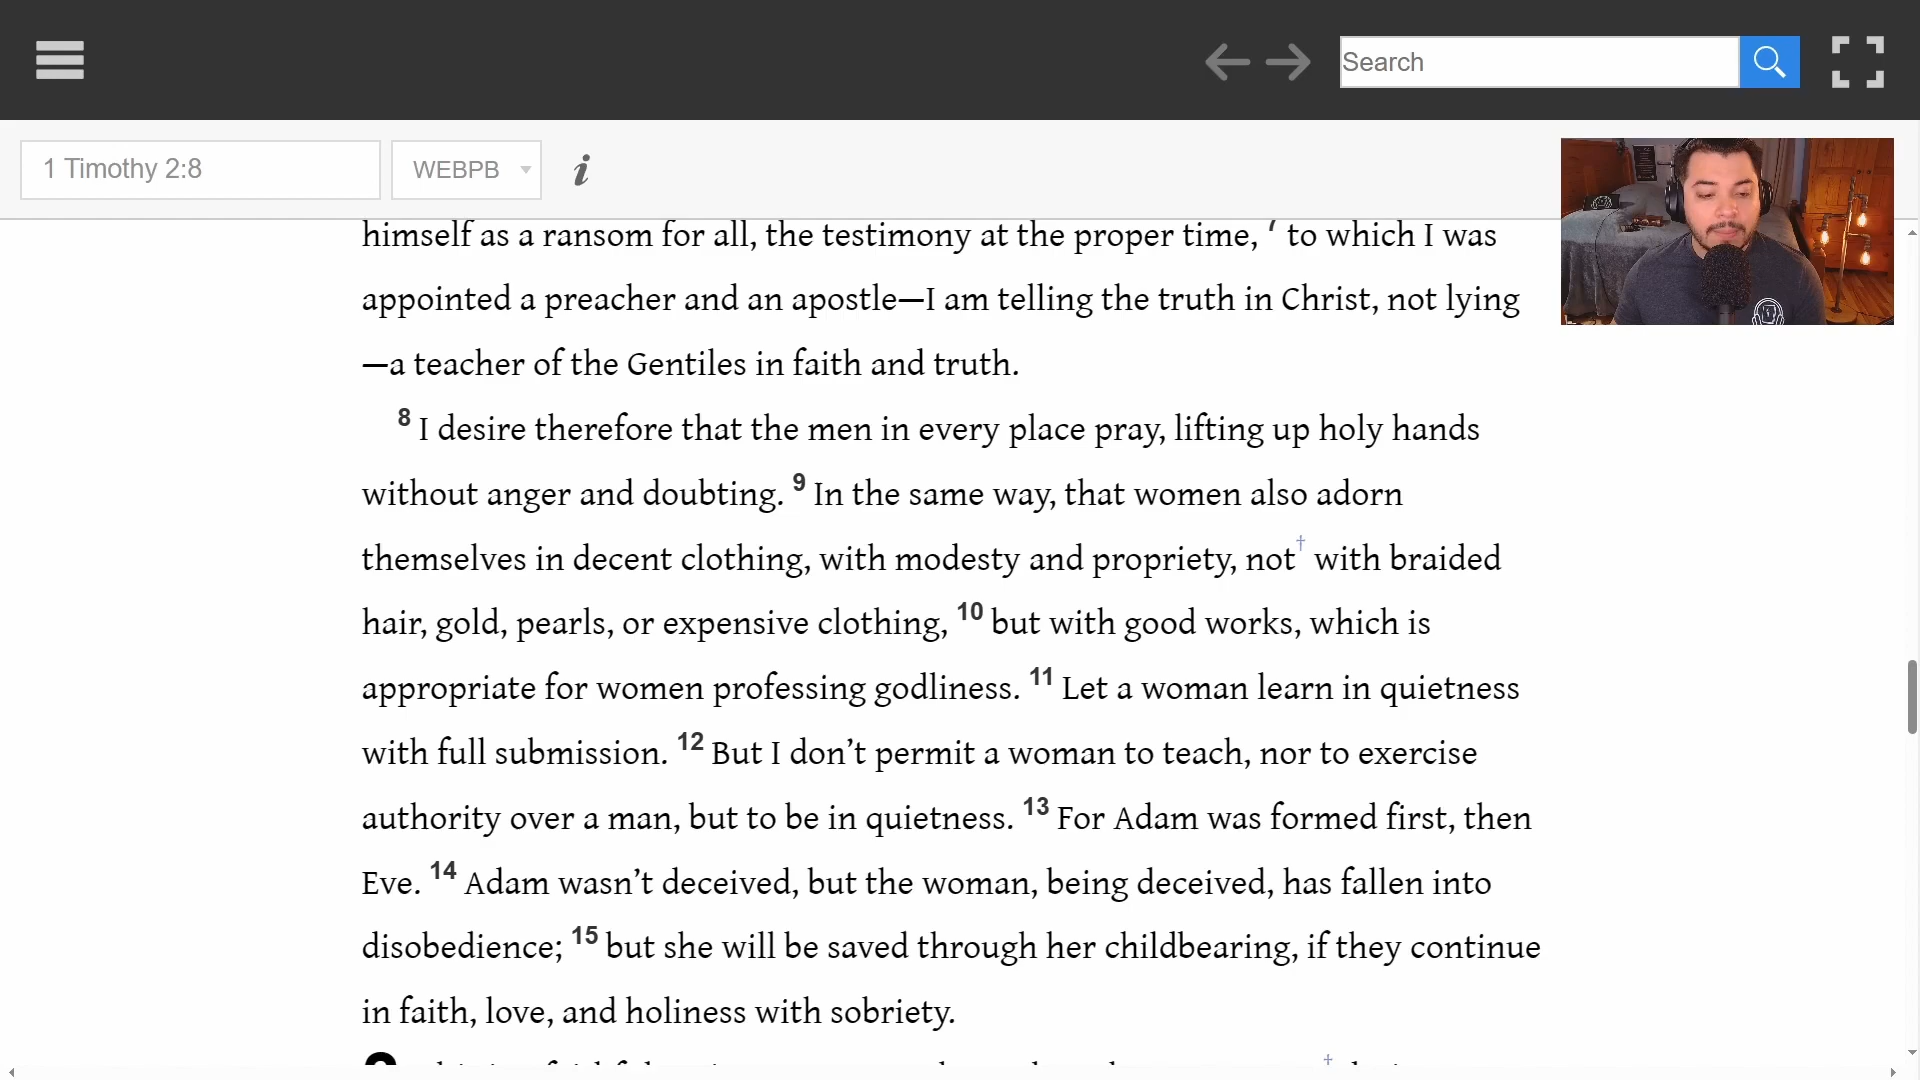 Search
1 Timothy 2:8
WEBPB
i
himself as a ransom for all, the testimony at the proper time, 7 to which I was
appointed a preacher and an apostle—I am telling the truth in Christ, not lying
—a teacher of the Gentiles in faith and truth.
8 I desire therefore that the men in every place pray, lifting up holy hands
without anger and doubting. 9 In the same way, that women also adorn
themselves in decent clothing, with modesty and propriety, not† with braided
hair, gold, pearls, or expensive clothing, 10 but with good works, which is
appropriate for women professing godliness. 11 Let a woman learn in quietness
with full submission. 12 But I don’t permit a woman to teach, nor to exercise
authority over a man, but to be in quietness. 13 For Adam was formed first, then
Eve. 14 Adam wasn’t deceived, but the woman, being deceived, has fallen into
disobedience; 15 but she will be saved through her childbearing, if they continue
in faith, love, and holiness with sobriety.